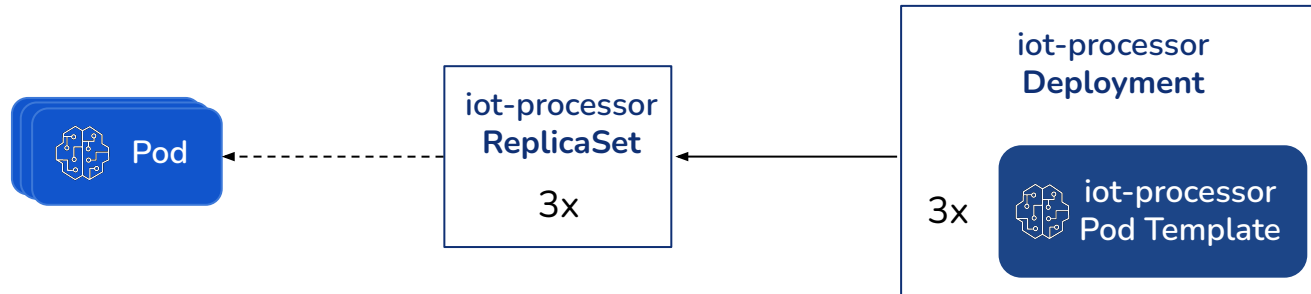 Pod
iot-processor
ReplicaSet
3x
iot-processor
Deployment
3x
iot-processor
Pod Template